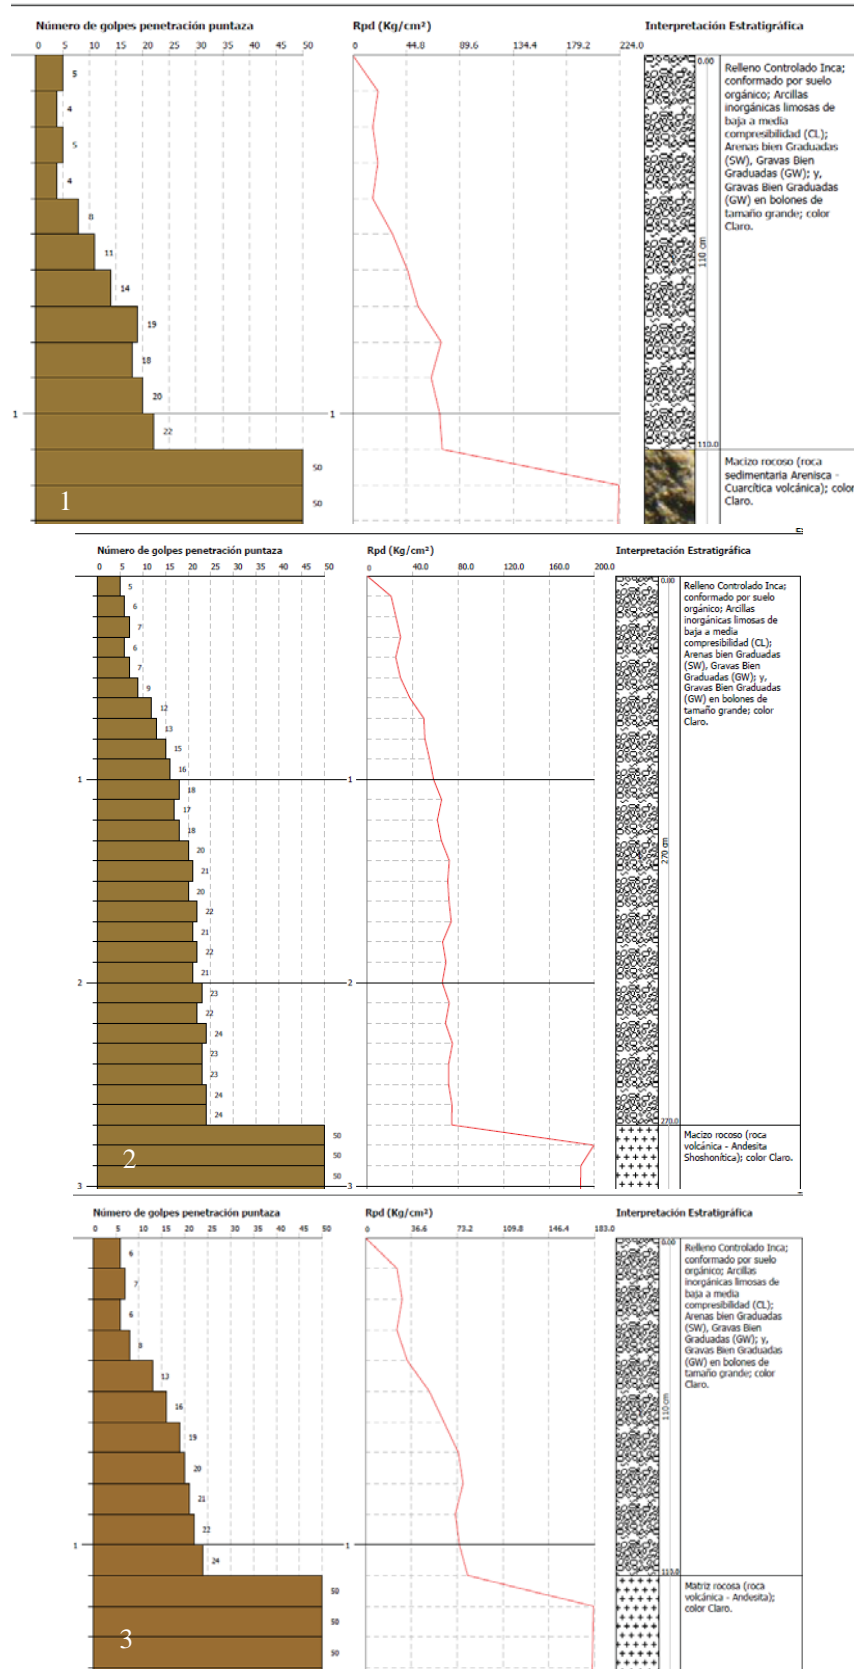 Número de golpes penetración puntaza
Rpd (Kg/cm²)
Interpretación Estratigráfica
0 5 10 15 20 25 30 35 40 45 50
0 44.8 89.6 134.4 179.2 224.0
0.00
Relleno Controlado Inca;
conformado por suelo
orgánico; Arcillas
inorgánicas limosas de
baja a media
compresibilidad (CL);
Arenas bien Graduadas
(SW), Gravas Bien
Graduadas (GW); y,
Gravas Bien Graduadas
(GW) en bolones de
tamaño grande; color
Claro.
5
4
5
4
8
11
14
19
18
20
22
50
50
1
1
1
110 cm
110.0
Macizo rocoso (roca
sedimentaria Arenisca -
Cuarcítica volcánica); color
Claro.
Número de golpes penetración puntaza
Rpd (Kg/cm²)
Interpretación Estratigráfica
0 5 10 15 20 25 30 35 40 45 50
0 40.0 80.0 120.0 160.0 200.0
0.00
Relleno Controlado Inca;
conformado por suelo
orgánico; Arcillas
inorgánicas limosas de
baja a media
compresibilidad (CL);
Arenas bien Graduadas
(SW), Gravas Bien
Graduadas (GW); y,
Gravas Bien Graduadas
(GW) en bolones de
tamaño grande; color
Claro.
5
6
7
6
7
9
12
13
15
16
18
17
18
20
21
20
22
21
22
21
23
22
24
23
23
24
24
50
50
50
1
1
2
2
3
3
2
270 cm
270.0
Macizo rocoso (roca
volcánica - Andesita
Shoshonítica); color Claro.
Número de golpes penetración puntaza
Rpd (Kg/cm²)
Interpretación Estratigráfica
0 5 10 15 20 25 30 35 40 45 50
0 36.6 73.2 109.8 146.4 183.0
0.00
Relleno Controlado Inca;
conformado por suelo
orgánico; Arcillas
inorgánicas limosas de
baja a media
compresibilidad (CL);
Arenas bien Graduadas
(SW), Gravas Bien
Graduadas (GW); y,
Gravas Bien Graduadas
(GW) en bolones de
tamaño grande; color
Claro.
6
7
6
8
13
16
19
20
21
22
24
50
50
50
1
1
3
110 cm
110.0
Matriz rocosa (roca
volcánica - Andesita);
color Claro.